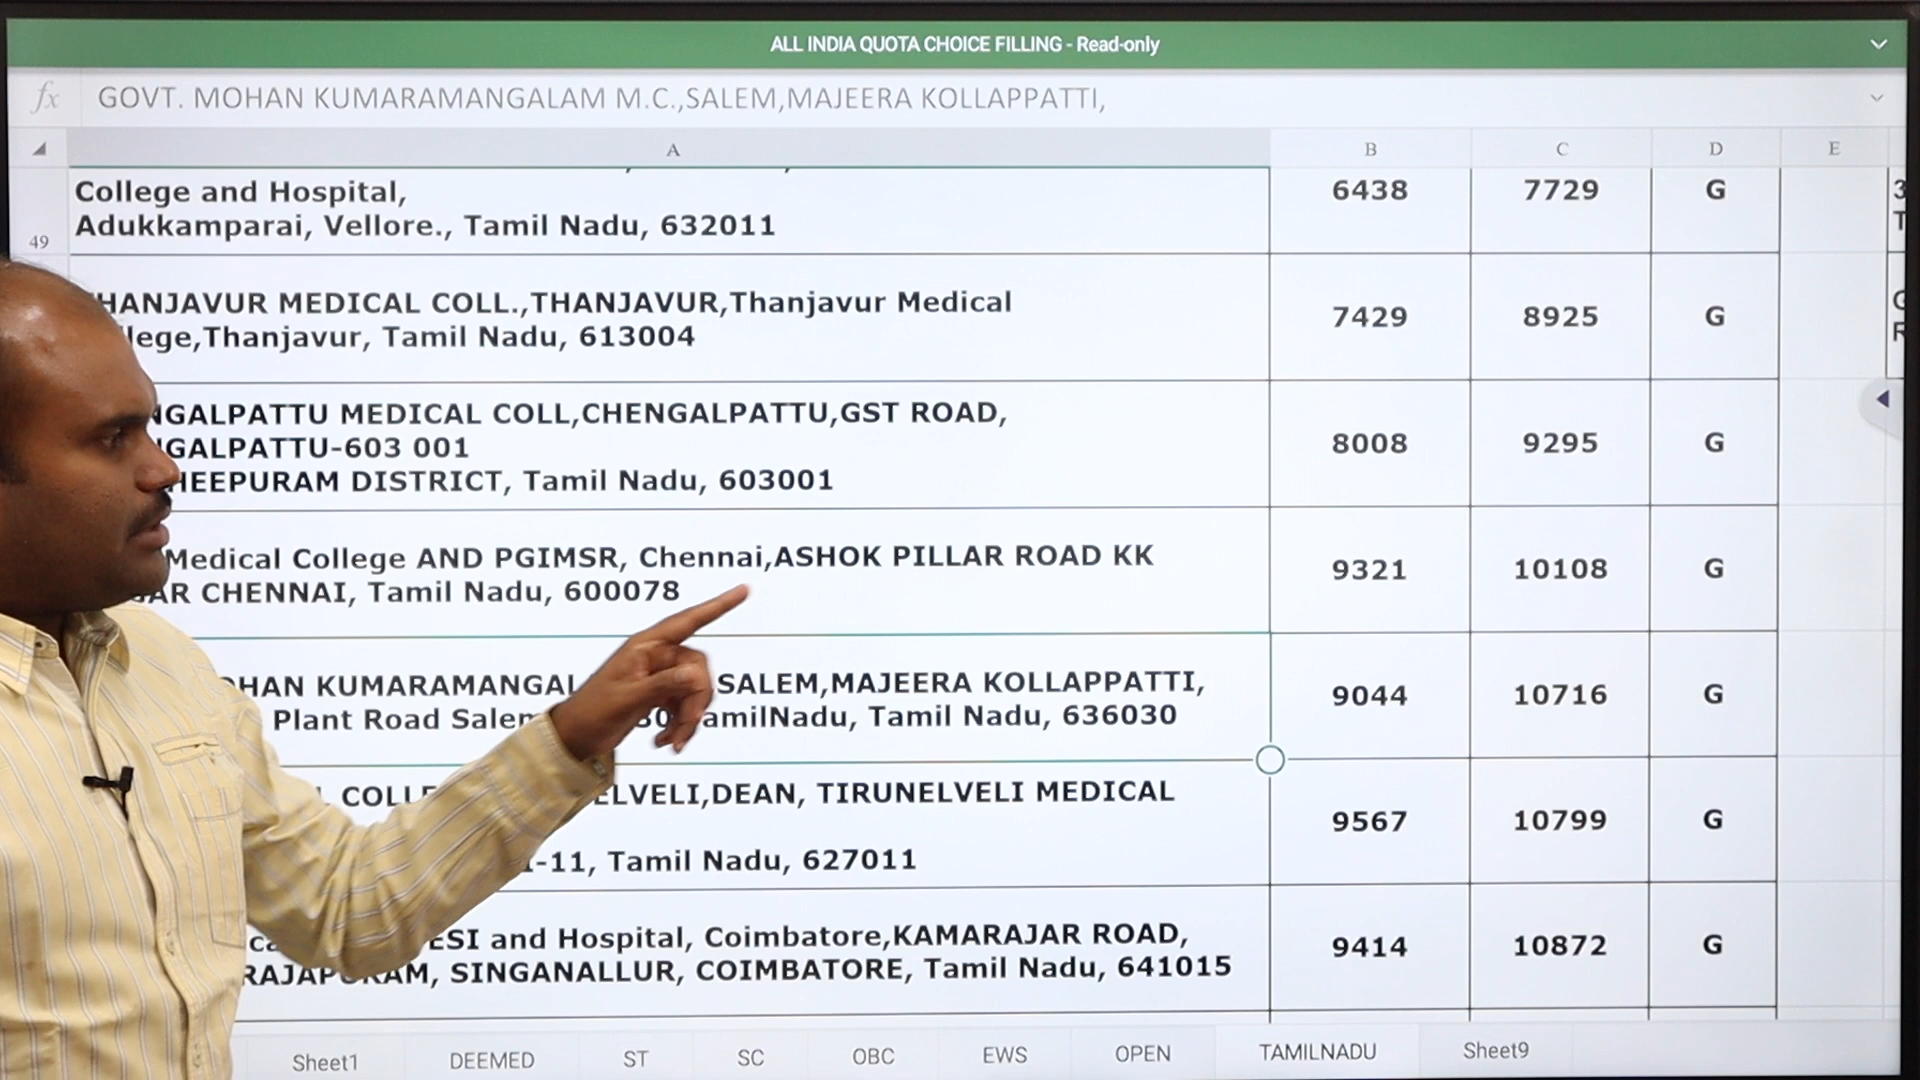 ALL INDIA QUOTA CHOICE FILLING - Read-only
fx GOVT. MOHAN KUMARAMANGALAM M.C.,SALEM,MAJEERA KOLLAPPATTI,
A B C D E
College and Hospital, 6438 7729 G
Adukkamparai, Vellore., Tamil Nadu, 632011
49
HANJAVUR MEDICAL COLL.,THANJAVUR,Thanjavur Medical 7429 8925 G
lege,Thanjavur, Tamil Nadu, 613004
NGALPATTU MEDICAL COLL,CHENGALPATTU,GST ROAD,
GALPATTU-603 001 8008 9295 G
HEEPURAM DISTRICT, Tamil Nadu, 603001
Medical College AND PGIMSR, Chennai,ASHOK PILLAR ROAD KK 9321 10108 G
AR CHENNAI, Tamil Nadu, 600078
HAN KUMARAMANGAL SALEM,MAJEERA KOLLAPPATTI, 9044 10716 G
Plant Road Salem amilNadu, Tamil Nadu, 636030
COLLE ELVELI,DEAN, TIRUNELVELI MEDICAL 9567 10799 G
-11, Tamil Nadu, 627011
ESI and Hospital, Coimbatore,KAMARAJAR ROAD, 9414 10872 G
RAJAPURAM, SINGANALLUR, COIMBATORE, Tamil Nadu, 641015
Sheet1 DEEMED ST SC OBC EWS OPEN TAMILNADU Sheet9